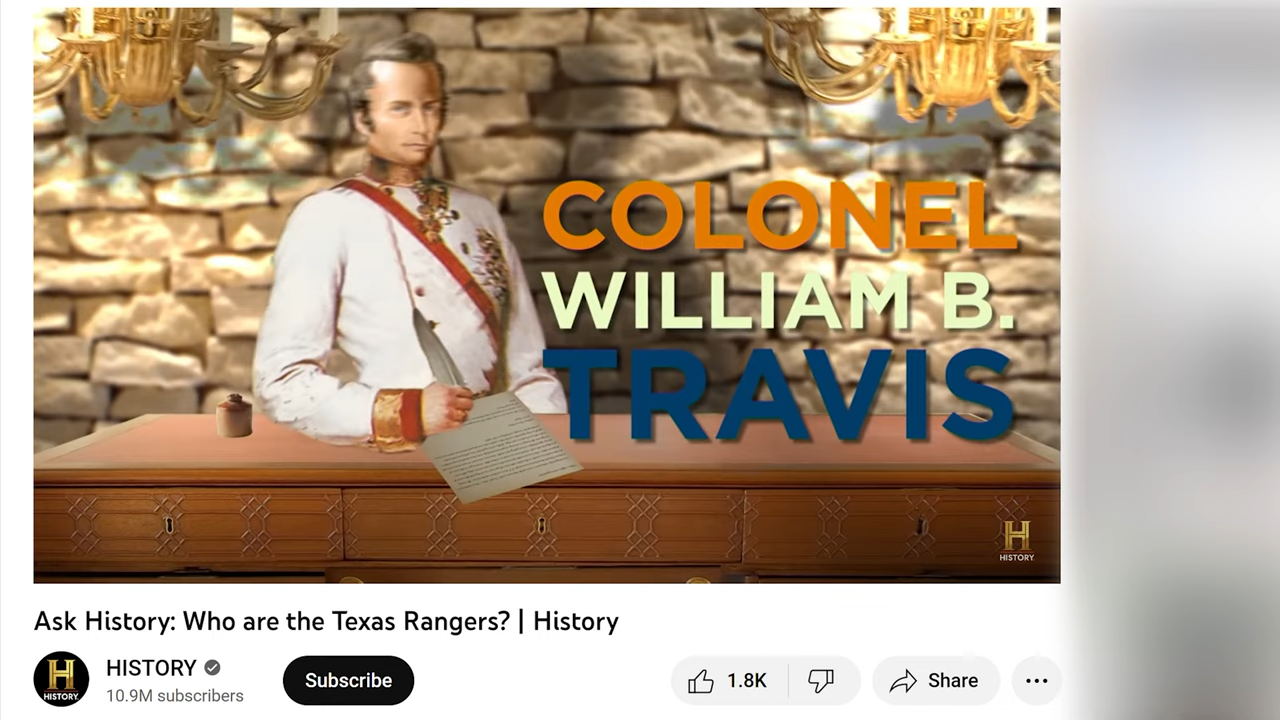 COLONEL
WILLIAM B.
TRAVIS
H
HISTORY
Ask History: Who are the Texas Rangers? | History
H
HISTORY
HISTORY
10.9M subscribers
Subscribe
1.8K
Share